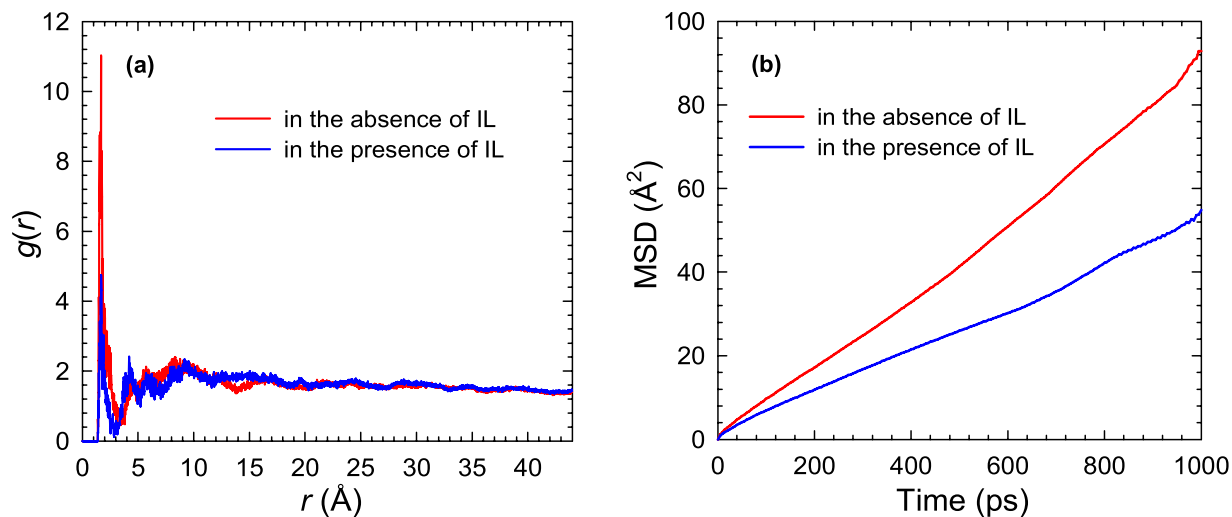 (a)
in the absence of IL
in the presence of IL
g(r)
12
10
8
6
4
2
0
0 5 10 15 20 25 30 35 40
r (Å)
(b)
in the absence of IL
in the presence of IL
MSD (Å²)
100
80
60
40
20
0
0 200 400 600 800 1000
Time (ps)